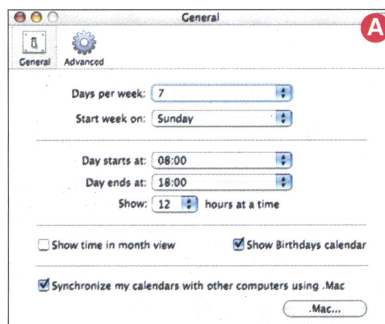 General
A
General
Advanced
Days per week: 7
Start week on: Sunday
Day starts at: 08:00
Day ends at: 18:00
Show: 12 hours at a time
Show time in month view
Show Birthdays calendar
Synchronize my calendars with other computers using .Mac
.Mac...